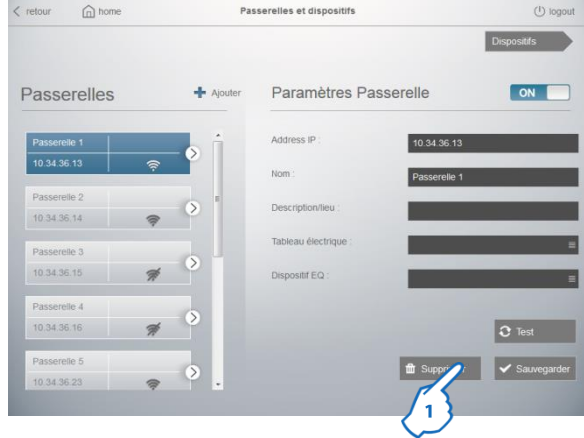 retour
home
Passerelles et dispositifs
logout
Dispositifs
Passerelles
Ajouter
Paramètres Passerelle
ON
Passerelle 1
10.34.36.13
Passerelle 2
10.34.36.14
Passerelle 3
10.34.36.15
Passerelle 4
10.34.36.16
Passerelle 5
10.34.36.23
Address IP :
10.34.36.13
Nom :
Passerelle 1
Description/lieu :
Tableau électrique :
Dispositif EQ :
Test
Sauvegarder
1